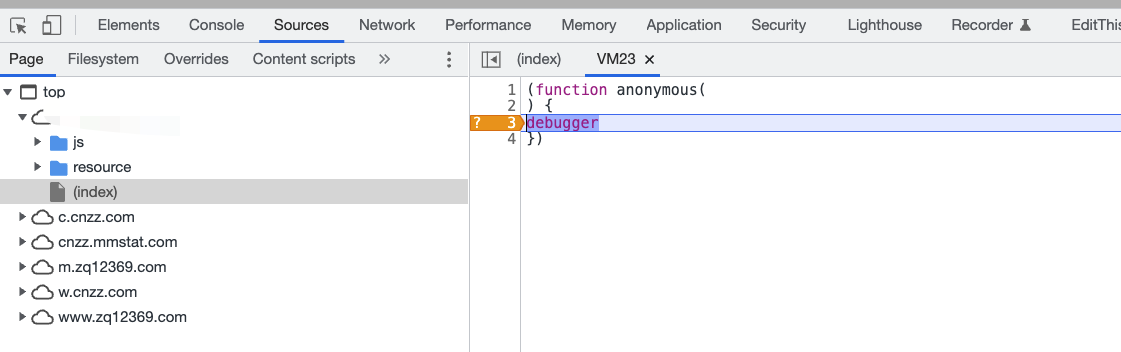 Elements Console Sources Network Performance Memory Application Security Lighthouse Recorder EditThis
Page Filesystem Overrides Content scripts
(index) VM23 ×
top
js
resource
(index)
c.cnzz.com
cnzz.mmstat.com
m.zq12369.com
w.cnzz.com
www.zq12369.com
1 (function anonymous(
2 ) {
? 3 debugger
4 })